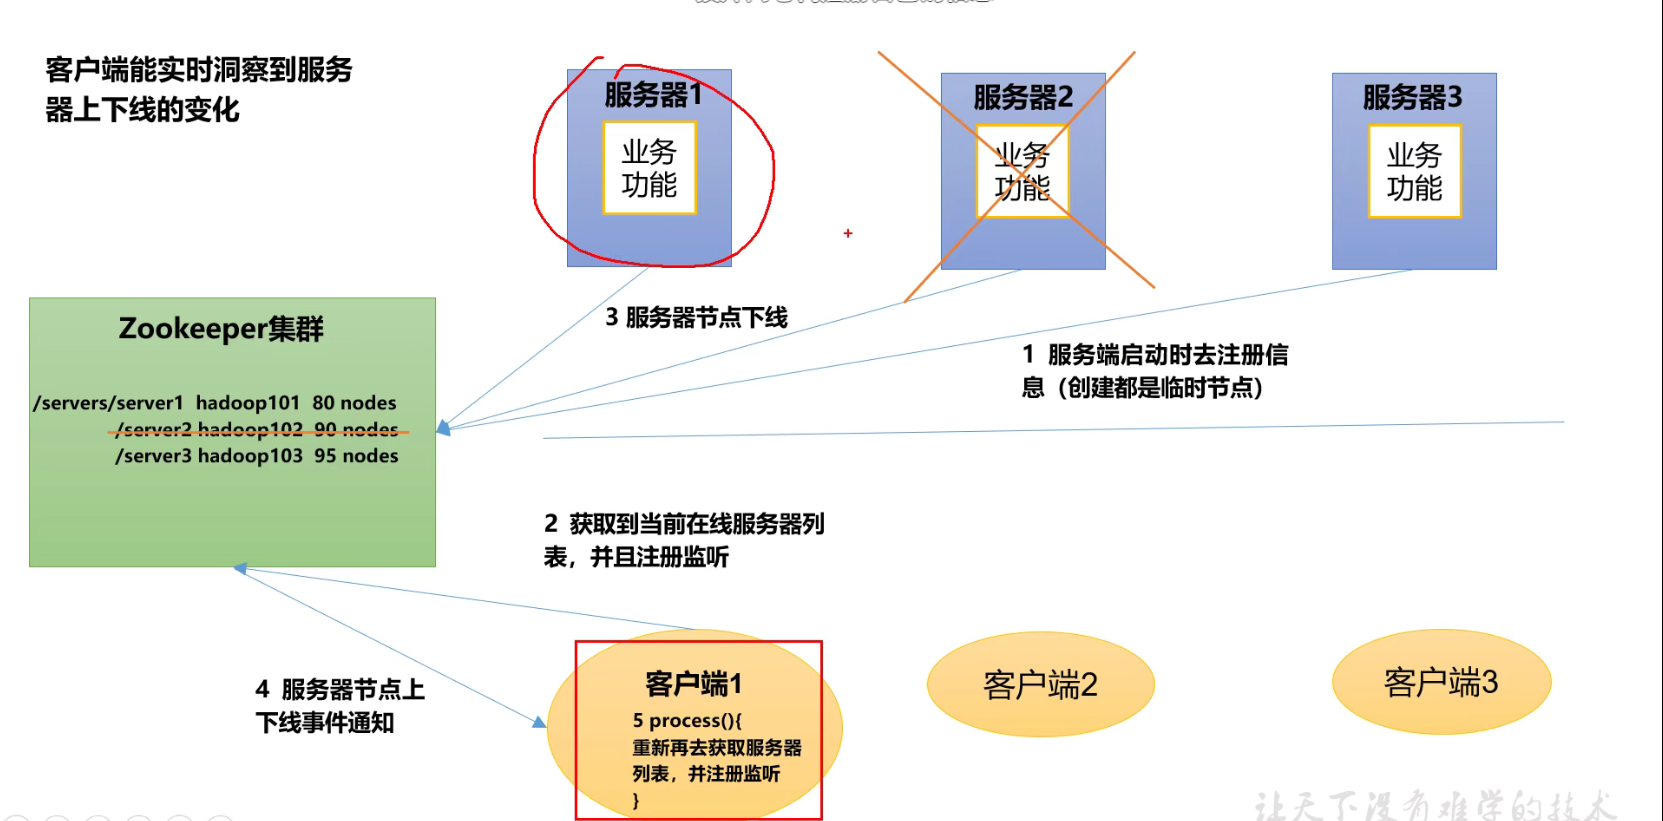 客户端能实时洞察到服务
器上下线的变化
服务器1
业务
功能
服务器2
业务
功能
服务器3
业务
功能
3 服务器节点下线
1 服务端启动时去注册信
息（创建都是临时节点）
Zookeeper集群
/servers/server1 hadoop101 80 nodes
/server2 hadoop102 90 nodes
/server3 hadoop103 95 nodes
2 获取到当前在线服务器列
表，并且注册监听
4 服务器节点上
下线事件通知
客户端1
5 process(){
重新再去获取服务器
列表，并注册监听
}
客户端2
客户端3
让天下没有难学的技术